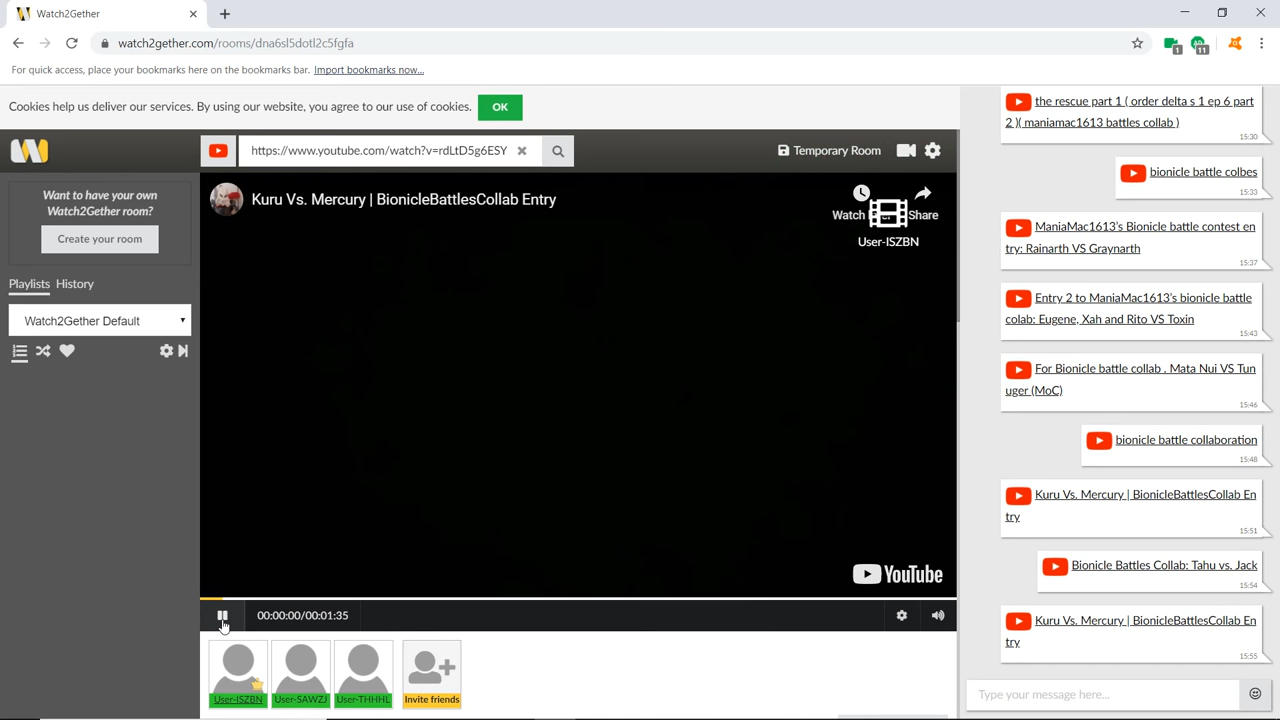 Watch2Gether
watch2gether.com/rooms/dna6sl5dotl2c5fgfa
1
11
For quick access, place your bookmarks here on the bookmarks bar. Import bookmarks now...
Cookies help us deliver our services. By using our website, you agree to our use of cookies.
OK
https://www.youtube.com/watch?v=rdLtD5g6ESY
Temporary Room
Want to have your own
Watch2Gether room?
Create your room
Playlists History
Watch2Gether Default
Kuru Vs. Mercury | BionicleBattlesCollab Entry
Watch Share
User-ISZBN
YouTube
00:00:00/00:01:35
User-ISZBN
User-SAWZJ
User-THHHL
Invite friends
the rescue part 1 ( order delta s 1 ep 6 part
2 )( maniamac1613 battles collab )
15:30
bionicle battle colbes
15:33
ManiaMac1613's Bionicle battle contest en
try: Rainarth VS Graynarth
15:37
Entry 2 to ManiaMac1613's bionicle battle
colab: Eugene, Xah and Rito VS Toxin
15:43
For Bionicle battle collab . Mata Nui VS Tun
uger (MoC)
15:46
bionicle battle collaboration
15:48
Kuru Vs. Mercury | BionicleBattlesCollab En
try
15:51
Bionicle Battles Collab: Tahu vs. Jack
15:54
Kuru Vs. Mercury | BionicleBattlesCollab En
try
15:55
Type your message here...